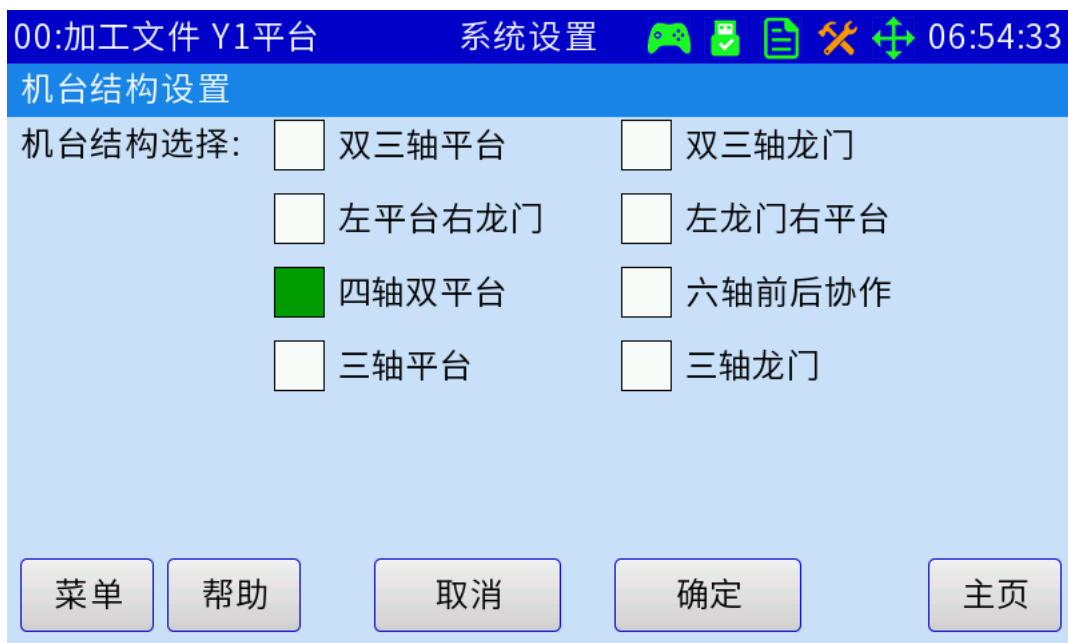 00:加工文件 Y1平台 系统设置 06:54:33
机台结构设置
机台结构选择: 双三轴平台 双三轴龙门
左平台右龙门 左龙门右平台
四轴双平台 六轴前后协作
三轴平台 三轴龙门
菜单 帮助 取消 确定 主页